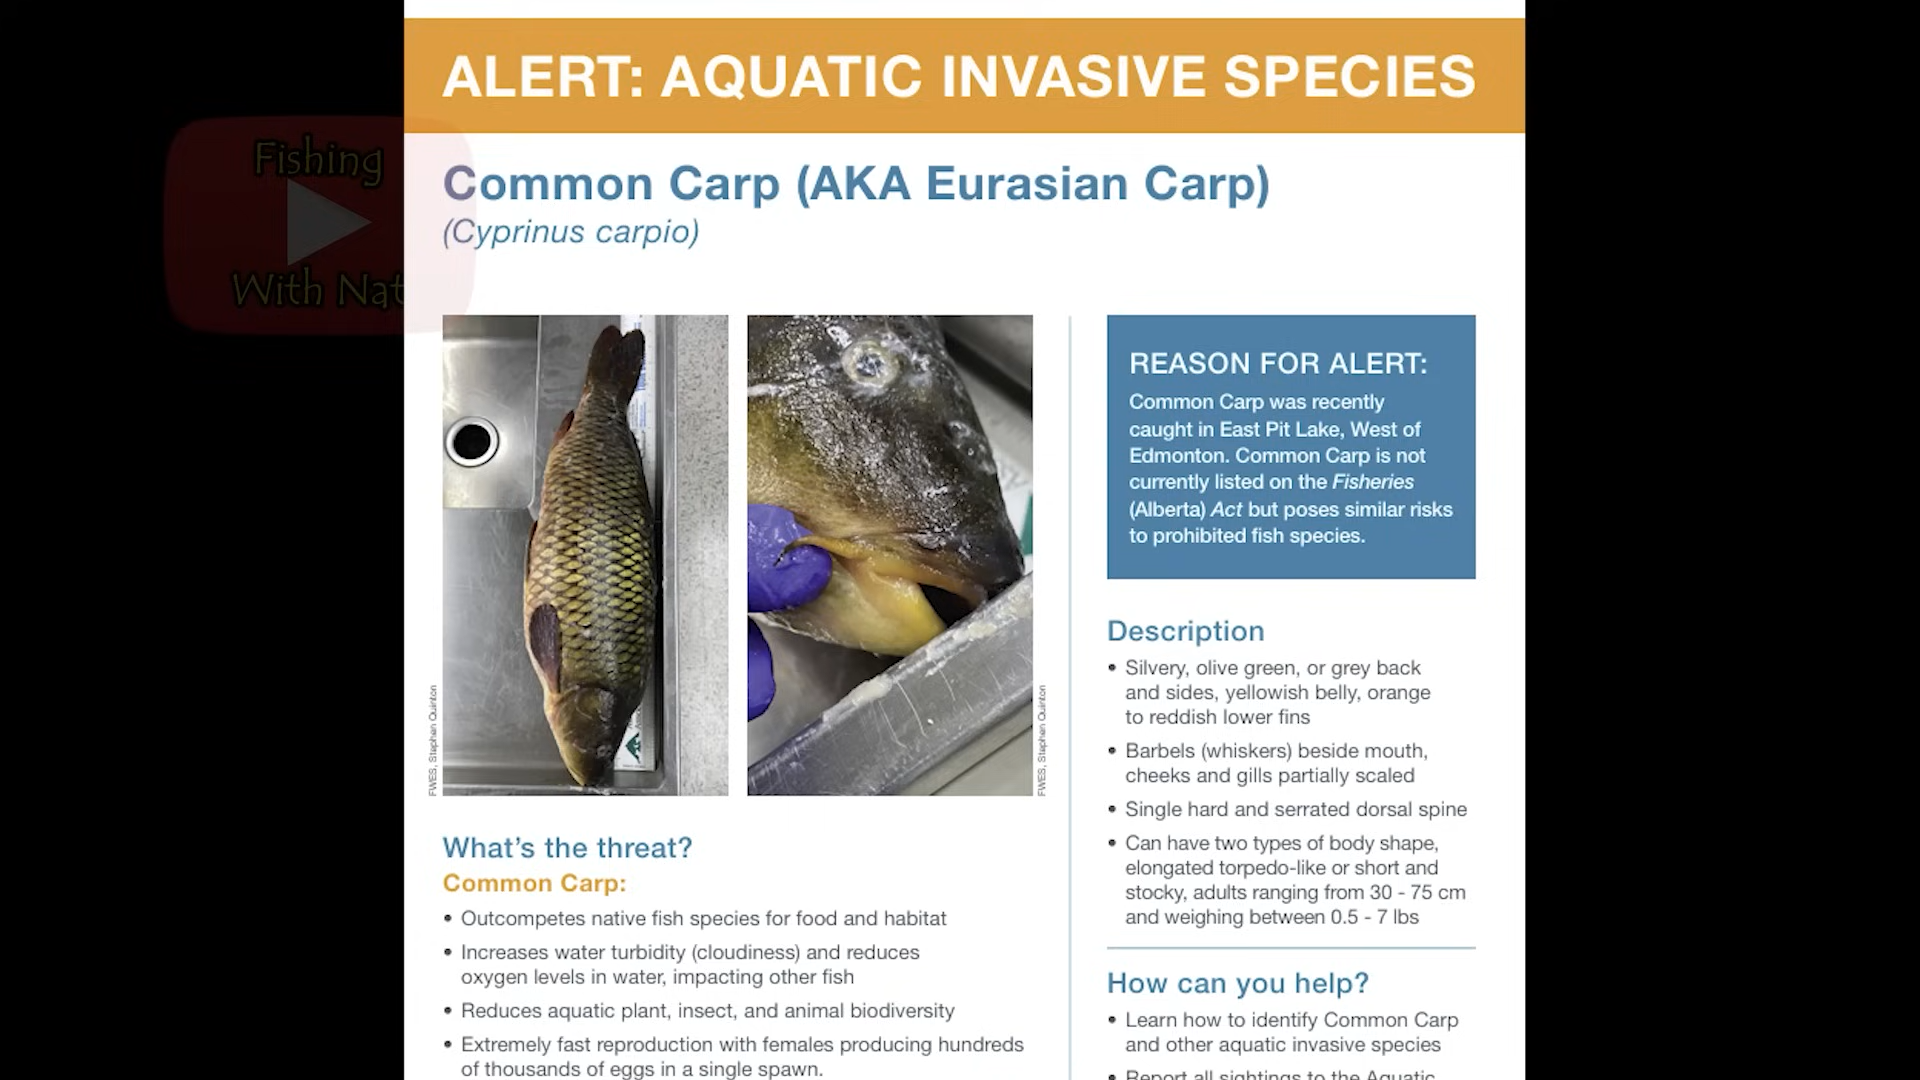 ALERT: AQUATIC INVASIVE SPECIES
Fishing
With Nat
Common Carp (AKA Eurasian Carp)
(Cyprinus carpio)
FWES, Stephen Quinton
FWES, Stephen Quinton
What's the threat?
Common Carp:
• Outcompetes native fish species for food and habitat
• Increases water turbidity (cloudiness) and reduces
oxygen levels in water, impacting other fish
• Reduces aquatic plant, insect, and animal biodiversity
• Extremely fast reproduction with females producing hundreds
of thousands of eggs in a single spawn.
REASON FOR ALERT:
Common Carp was recently
caught in East Pit Lake, West of
Edmonton. Common Carp is not
currently listed on the Fisheries
(Alberta) Act but poses similar risks
to prohibited fish species.
Description
• Silvery, olive green, or grey back
and sides, yellowish belly, orange
to reddish lower fins
• Barbels (whiskers) beside mouth,
cheeks and gills partially scaled
• Single hard and serrated dorsal spine
• Can have two types of body shape,
elongated torpedo-like or short and
stocky, adults ranging from 30 - 75 cm
and weighing between 0.5 - 7 lbs
How can you help?
• Learn how to identify Common Carp
and other aquatic invasive species
• Report all sightings to the Aquatic